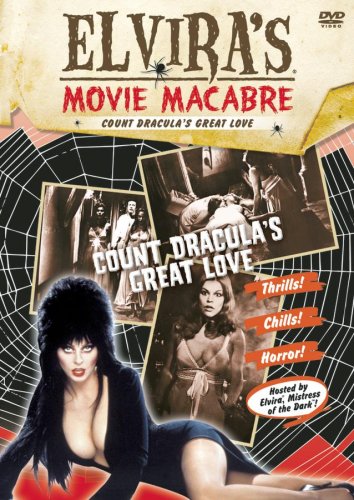 DVD
VIDEO
ELVIRA'S®
MOVIE MACABRE
COUNT DRACULA'S GREAT LOVE
COUNT DRACULA'S
GREAT LOVE
Thrills!
Chills!
Horror!
Hosted by
Elvira, Mistress
of the Dark!